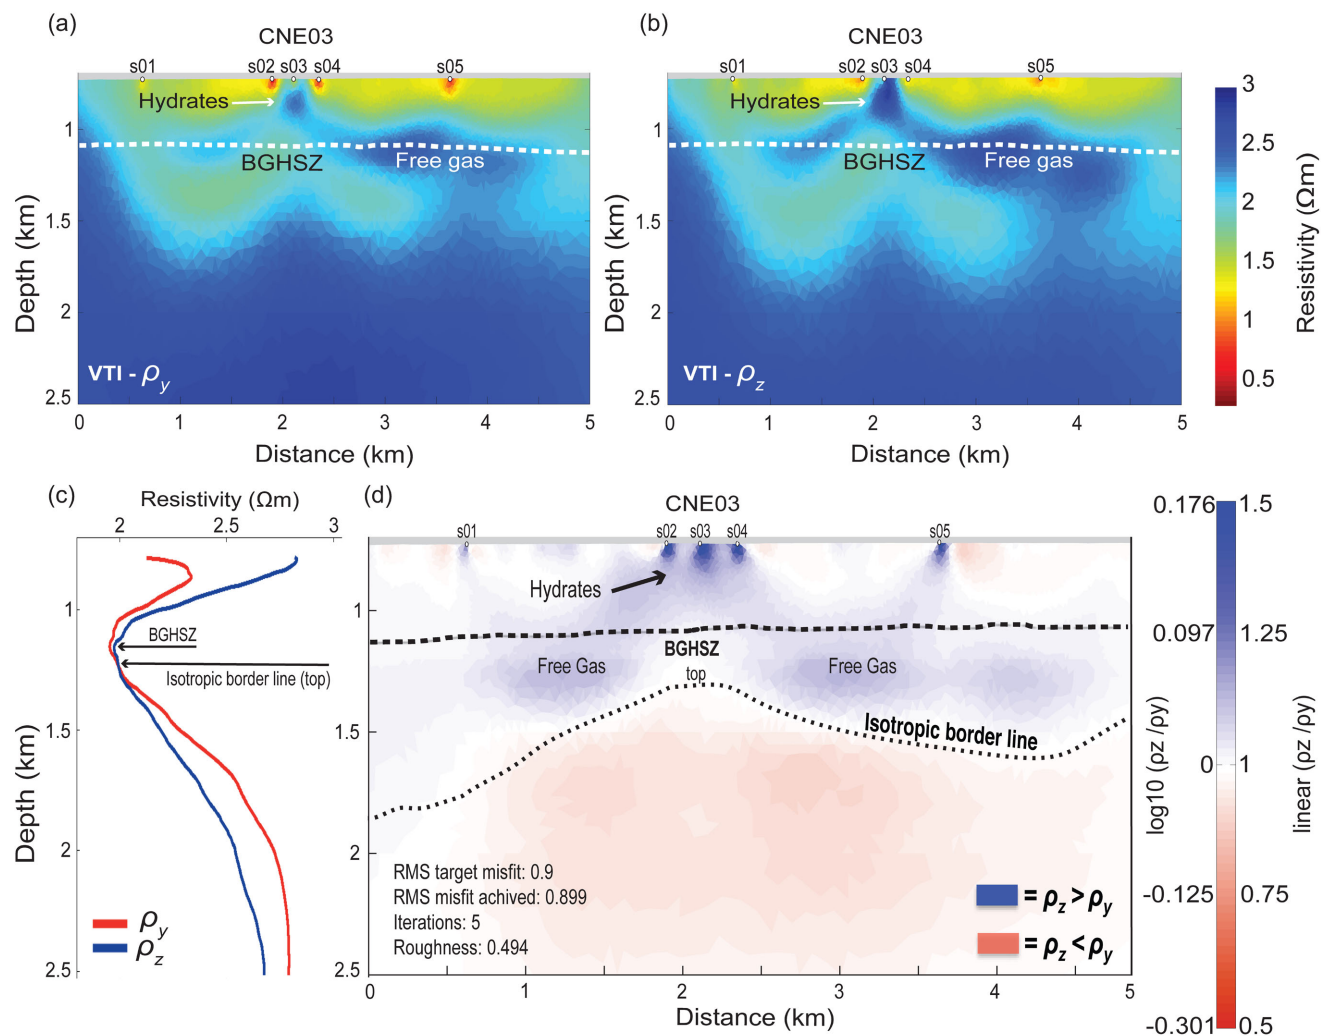 (a)
CNE03
s01
s02
s03
s04
s05
Hydrates
BGHSZ
Free gas
VTI - ρy
Depth (km)
1
1.5
2
2.5
0
1
2
3
4
5
Distance (km)
(b)
CNE03
s01
s02
s03
s04
s05
Hydrates
BGHSZ
Free gas
VTI - ρz
Depth (km)
1
1.5
2
2.5
0
1
2
3
4
5
Distance (km)
3
2.5
2
1.5
1
0.5
Resistivity (Ωm)
(c)
Resistivity (Ωm)
2
2.5
3
BGHSZ
Isotropic border line (top)
Depth (km)
1
1.5
2
2.5
ρy
ρz
(d)
CNE03
s01
s02
s03
s04
s05
Hydrates
BGHSZ
top
Free Gas
Free Gas
Isotropic border line
RMS target misfit: 0.9
RMS misfit achived: 0.899
Iterations: 5
Roughness: 0.494
= ρz > ρy
= ρz < ρy
1
1.5
2
2.5
0
1
2
3
4
5
Distance (km)
0.176
0.097
0
-0.125
-0.301
log10 (ρz /ρy)
1.5
1.25
1
0.75
0.5
linear (ρz /ρy)